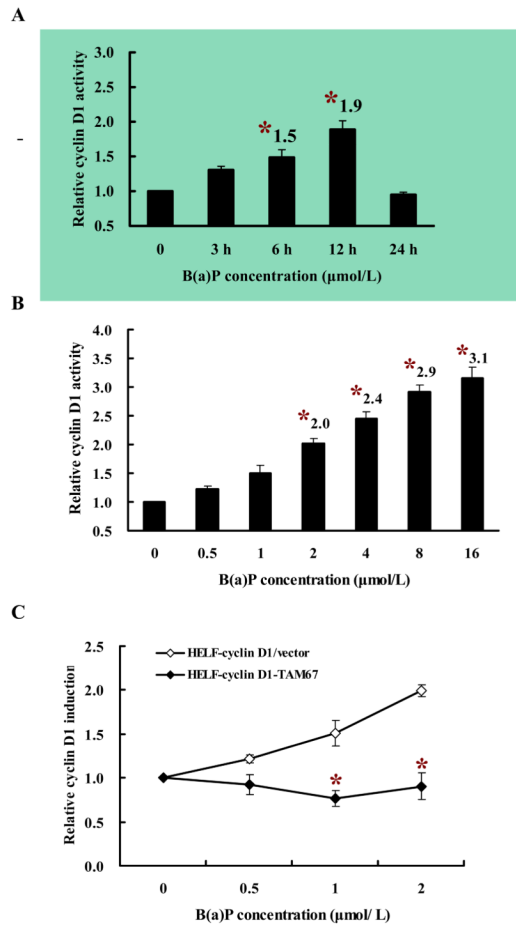 A
Relative cyclin D1 activity
3.0
2.5
2.0
1.5
1.0
0.5
*1.5
*1.9
0 3 h 6 h 12 h 24 h
B(a)P concentration (µmol/L)
B
Relative cyclin D1 activity
4.0
3.5
3.0
2.5
2.0
1.5
1.0
0.5
*2.0
*2.4
*2.9
*3.1
0 0.5 1 2 4 8 16
B(a)P concentration (µmol/L)
C
Relative cyclin D1 induction
2.5
2.0
1.5
1.0
0.5
0.0
HELF-cyclin D1/vector
HELF-cyclin D1-TAM67
* *
0 0.5 1 2
B(a)P concentration (µmol/ L)